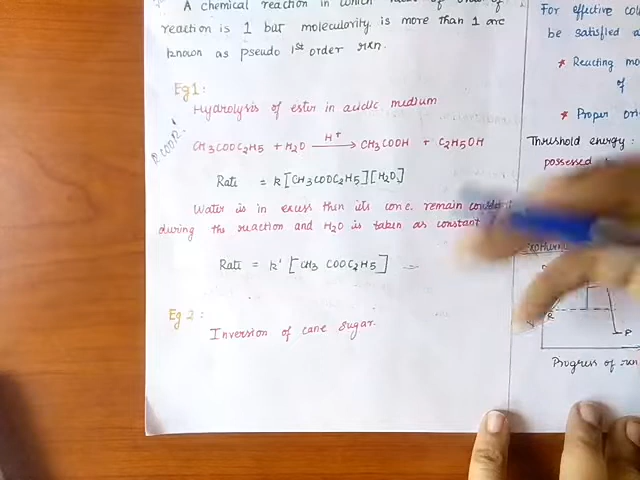 A chemical reaction in which
reaction is 1 but molecularity is more than 1 are
known as pseudo 1st order rxn.
Eg 1:
Hydrolysis of ester in acidic medium
R COOR'
CH3COOC2H5 + H2O ⟶ CH3COOH + C2H5OH
H+
Rate = k[CH3COOC2H5][H2O]
Water is in excess then its conc. remain constant
during the reaction and H2O is taken as constant
Rate = k' [CH3 COOC2H5]
Eg 2:
Inversion of cane sugar.
For effective
be satisfied
* Reacting
of
* Proper
Threshold energy:
possessed
R
P
Progress of